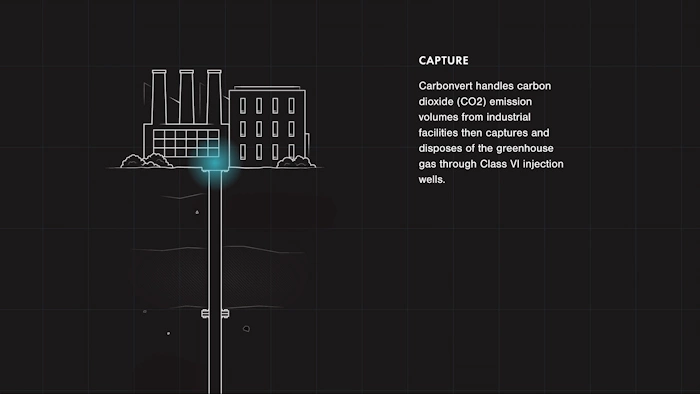 CAPTURE
Carbonvert handles carbon
dioxide (CO2) emission
volumes from industrial
facilities then captures and
disposes of the greenhouse
gas through Class VI injection
wells.